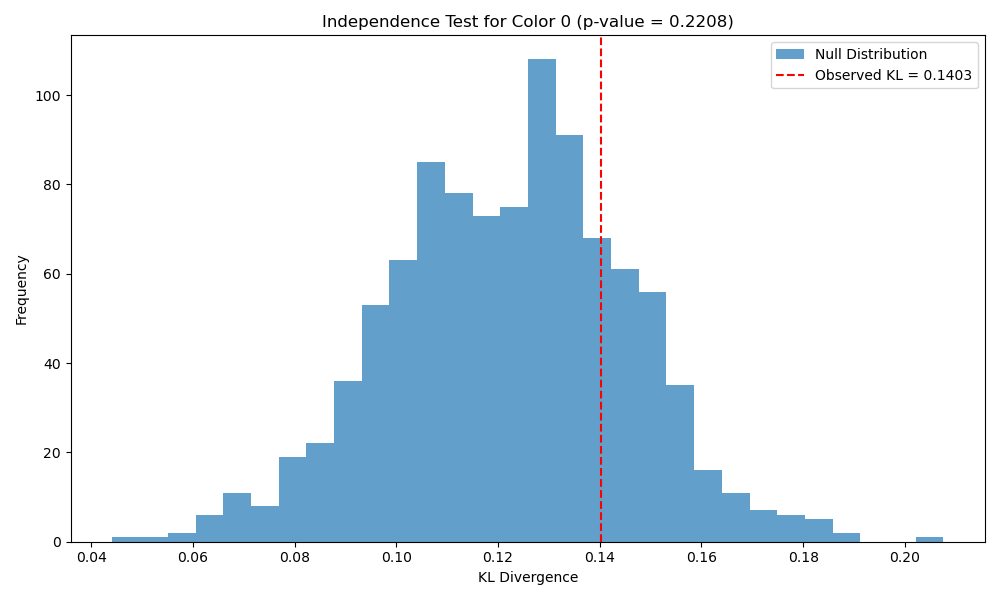 Independence Test for Color 0 (p-value = 0.2208)
Null Distribution
Observed KL = 0.1403
Frequency
100
80
60
40
20
0
0.04 0.06 0.08 0.10 0.12 0.14 0.16 0.18 0.20
KL Divergence